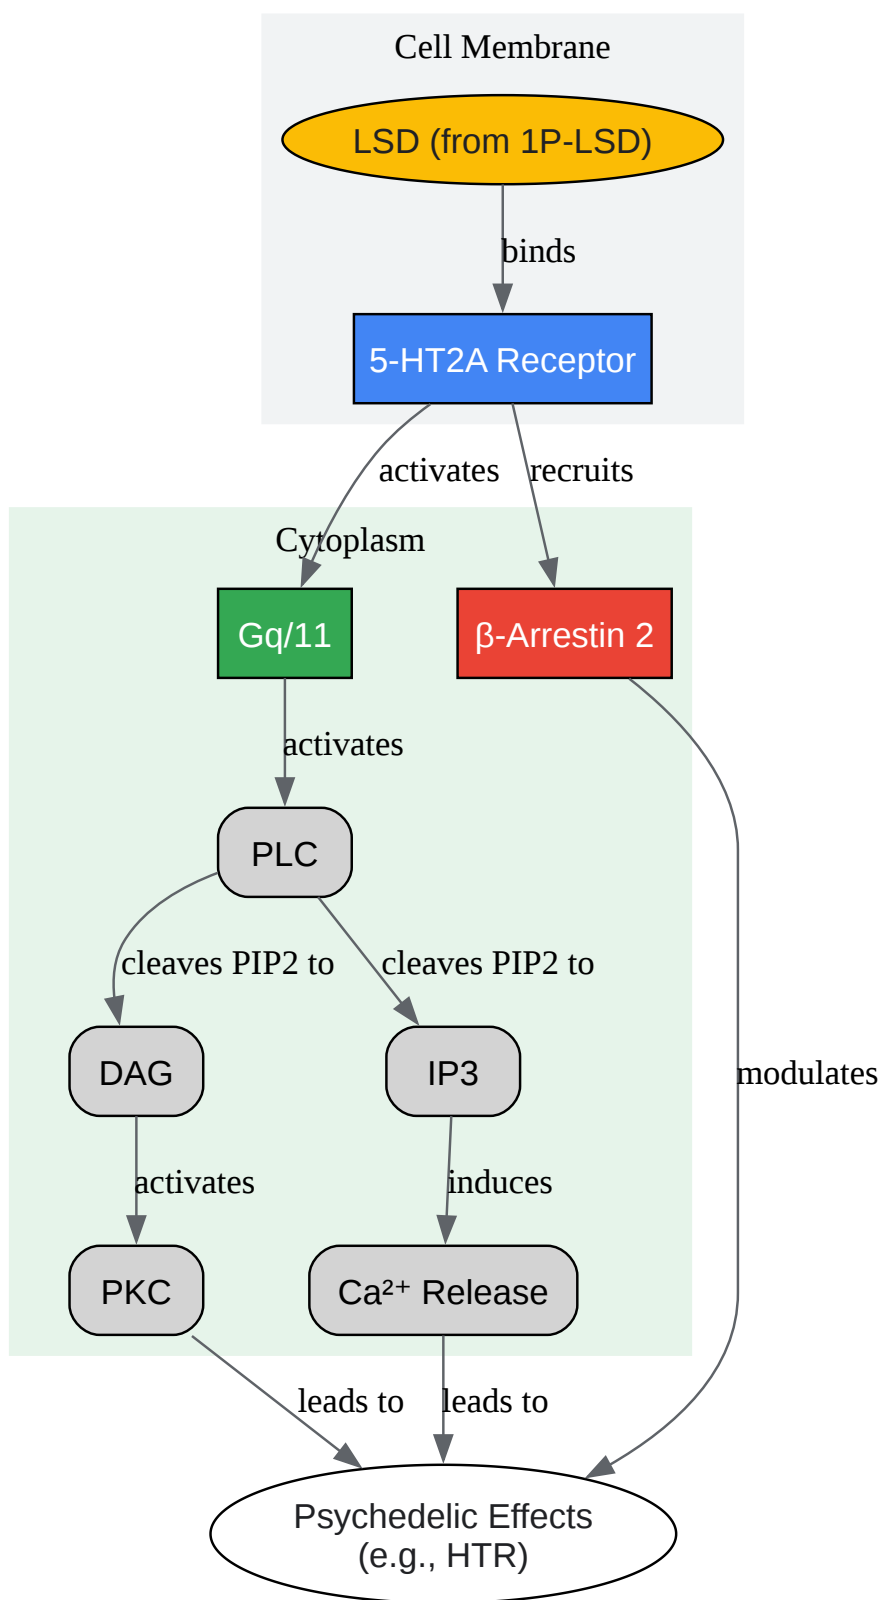 Cell Membrane
LSD (from 1P-LSD)
binds
5-HT2A Receptor
activates
recruits
Cytoplasm
Gq/11
β-Arrestin 2
activates
PLC
cleaves PIP2 to
cleaves PIP2 to
DAG
IP3
modulates
activates
induces
PKC
Ca²⁺ Release
leads to
leads to
Psychedelic Effects
(e.g., HTR)